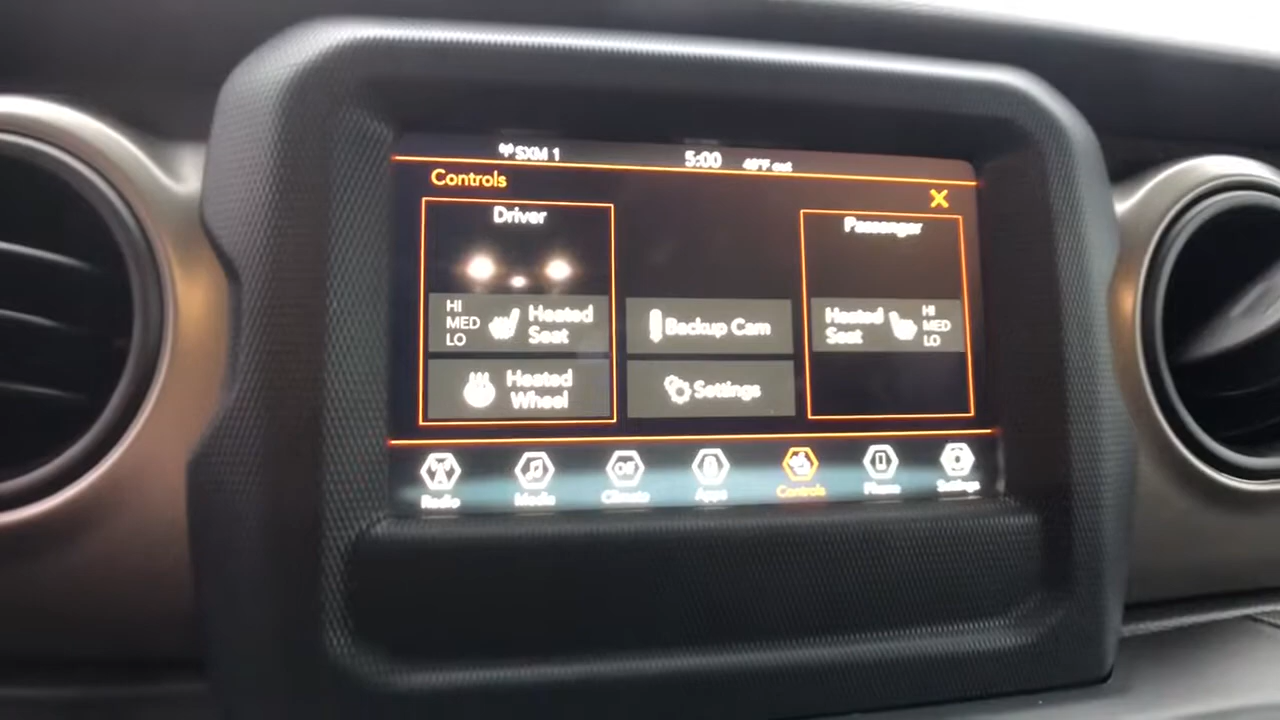 SXM 1
5:00
Controls
X
Driver
Passenger
HI
MED
LO
Heated
Seat
Backup Cam
Heated
Seat
HI
MED
LO
Heated
Wheel
Settings
Radio
Media
Off
Climate
Apps
Controls
Phone
Settings